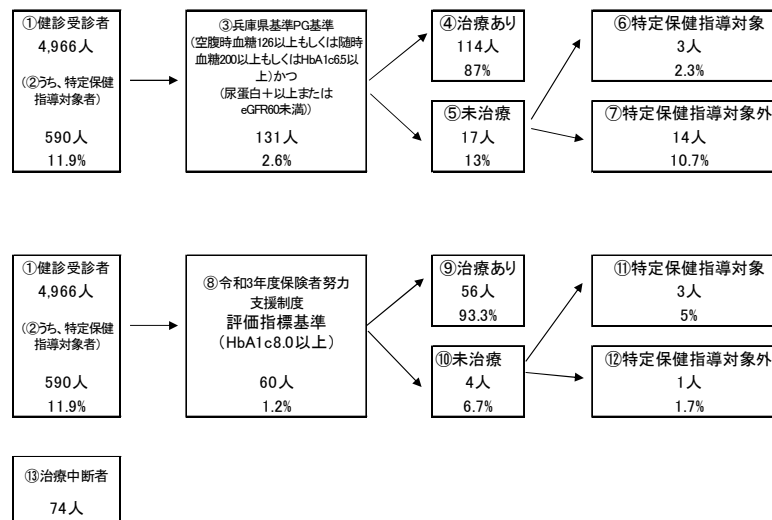 ①健診受診者
4,966人
(②うち、特定保健
指導対象者)
590人
11.9%
③兵庫県基準PG基準
(空腹時血糖126以上もしくは随時
血糖200以上もしくはHbA1c6.5以
上)かつ
(尿蛋白+以上または
eGFR60未満))
131人
2.6%
④治療あり
114人
87%
⑤未治療
17人
13%
⑥特定保健指導対象
3人
2.3%
⑦特定保健指導対象外
14人
10.7%
①健診受診者
4,966人
(②うち、特定保健
指導対象者)
590人
11.9%
⑧令和3年度保険者努力
支援制度
評価指標基準
(HbA1c8.0以上)
60人
1.2%
⑨治療あり
56人
93.3%
⑩未治療
4人
6.7%
⑪特定保健指導対象
3人
5%
⑫特定保健指導対象外
1人
1.7%
⑬治療中断者
74人